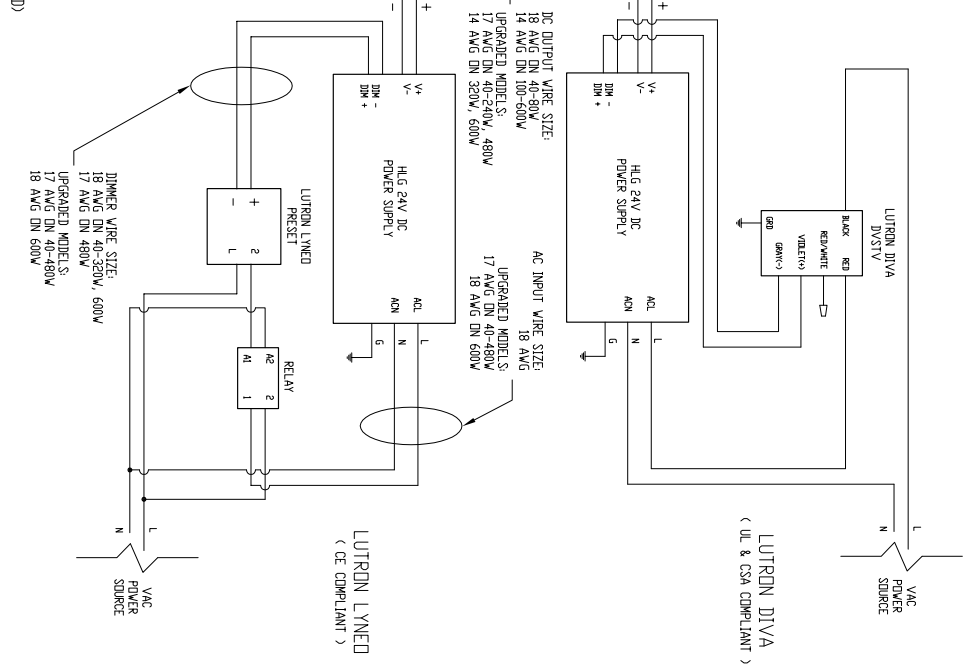 LUTRON DIVA
( UL & CSA COMPLIANT )
VAC
POWER
SOURCE
L
N
LUTRON DIVA
DVSTV
BLACK
RED
RED/WHITE
VIOLET(+)
GRAY(-)
GRD
HLG 24V DC
POWER SUPPLY
V+
V-
DIM -
DIM +
ACL
ACN
L
N
G
+
-
DC OUTPUT WIRE SIZE:
18 AWG ON 40-80W
14 AWG ON 100-600W
UPGRADED MODELS:
17 AWG ON 40-240W, 480W
14 AWG ON 320W, 600W
AC INPUT WIRE SIZE:
18 AWG
UPGRADED MODELS:
17 AWG ON 40-480W
18 AWG ON 600W
LUTRON LYNEO
( CE COMPLIANT )
HLG 24V DC
POWER SUPPLY
V+
V-
DIM -
DIM +
ACL
ACN
L
N
G
+
-
LUTRON LYNEO
PRESET
+
-
2
L
RELAY
A2
2
A1
1
L
N
VAC
POWER
SOURCE
DIMMER WIRE SIZE:
18 AWG ON 40-320W, 600W
17 AWG ON 480W
UPGRADED MODELS:
17 AWG ON 40-480W
18 AWG ON 600W
D)